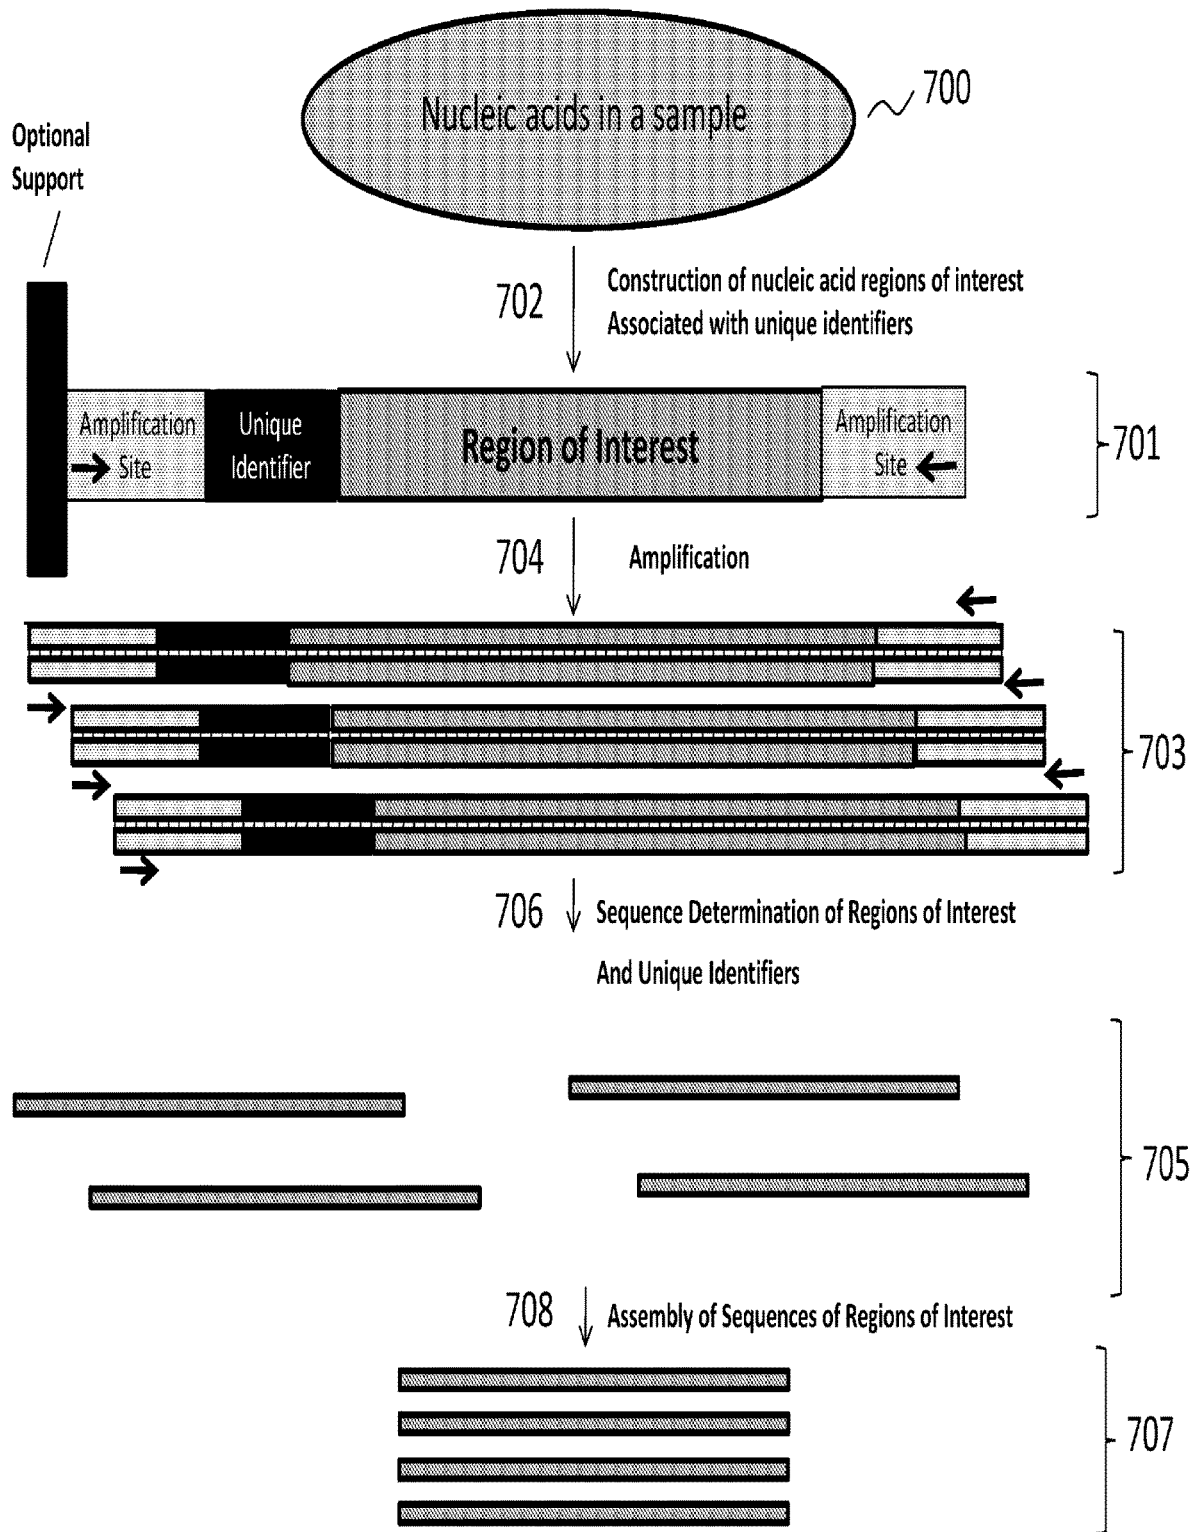 Nucleic acids in a sample
700
Optional
Support
702
Construction of nucleic acid regions of interest
Associated with unique identifiers
Amplification
Site
Unique
Identifier
Region of Interest
Amplification
Site
701
704
Amplification
703
706
Sequence Determination of Regions of Interest
And Unique Identifiers
705
708
Assembly of Sequences of Regions of Interest
707